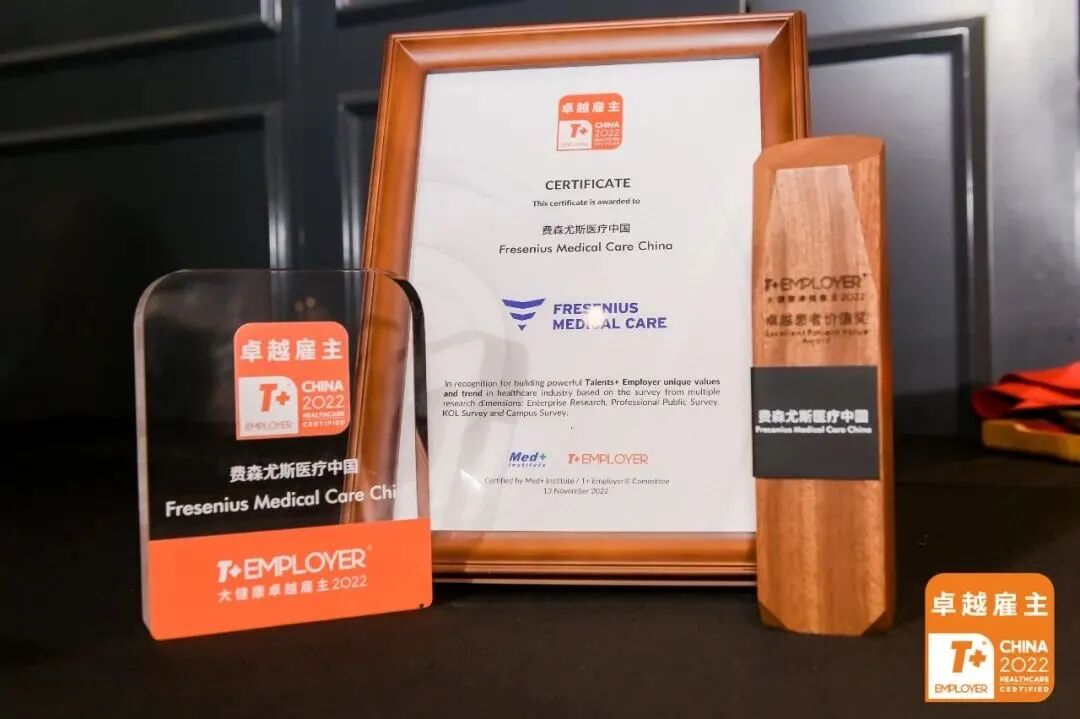 卓越雇主
T+
EMPLOYER
CHINA
2022
HEALTHCARE
CERTIFIED
费森尤斯医疗中国
Fresenius Medical Care Chi
T+EMPLOYER®
大健康卓越雇主2022
卓越雇主
T+
CHINA
2022
HEALTHCARE
CERTIFICATE
This certificate is awarded to
费森尤斯医疗中国
Fresenius Medical Care China
FRESENIUS
MEDICAL CARE
In recognition for building powerful Talents+ Employer unique values
and trend in healthcare industry based on the survey from multiple
research dimensions: Enterprise Research, Professional Public Survey,
KOL Survey and Campus Survey.
Med+
Institute
T+EMPLOYER
Certified by Med+ Institute / T+ Employer® Committee
13 November 2022
T+EMPLOYER®
大健康卓越雇主2022
卓越患者价值奖
Excellent Patient Value
Award
费森尤斯医疗中国
Fresenius Medical Care China
卓越雇主
T+
EMPLOYER
CHINA
2022
HEALTHCARE
CERTIFIED